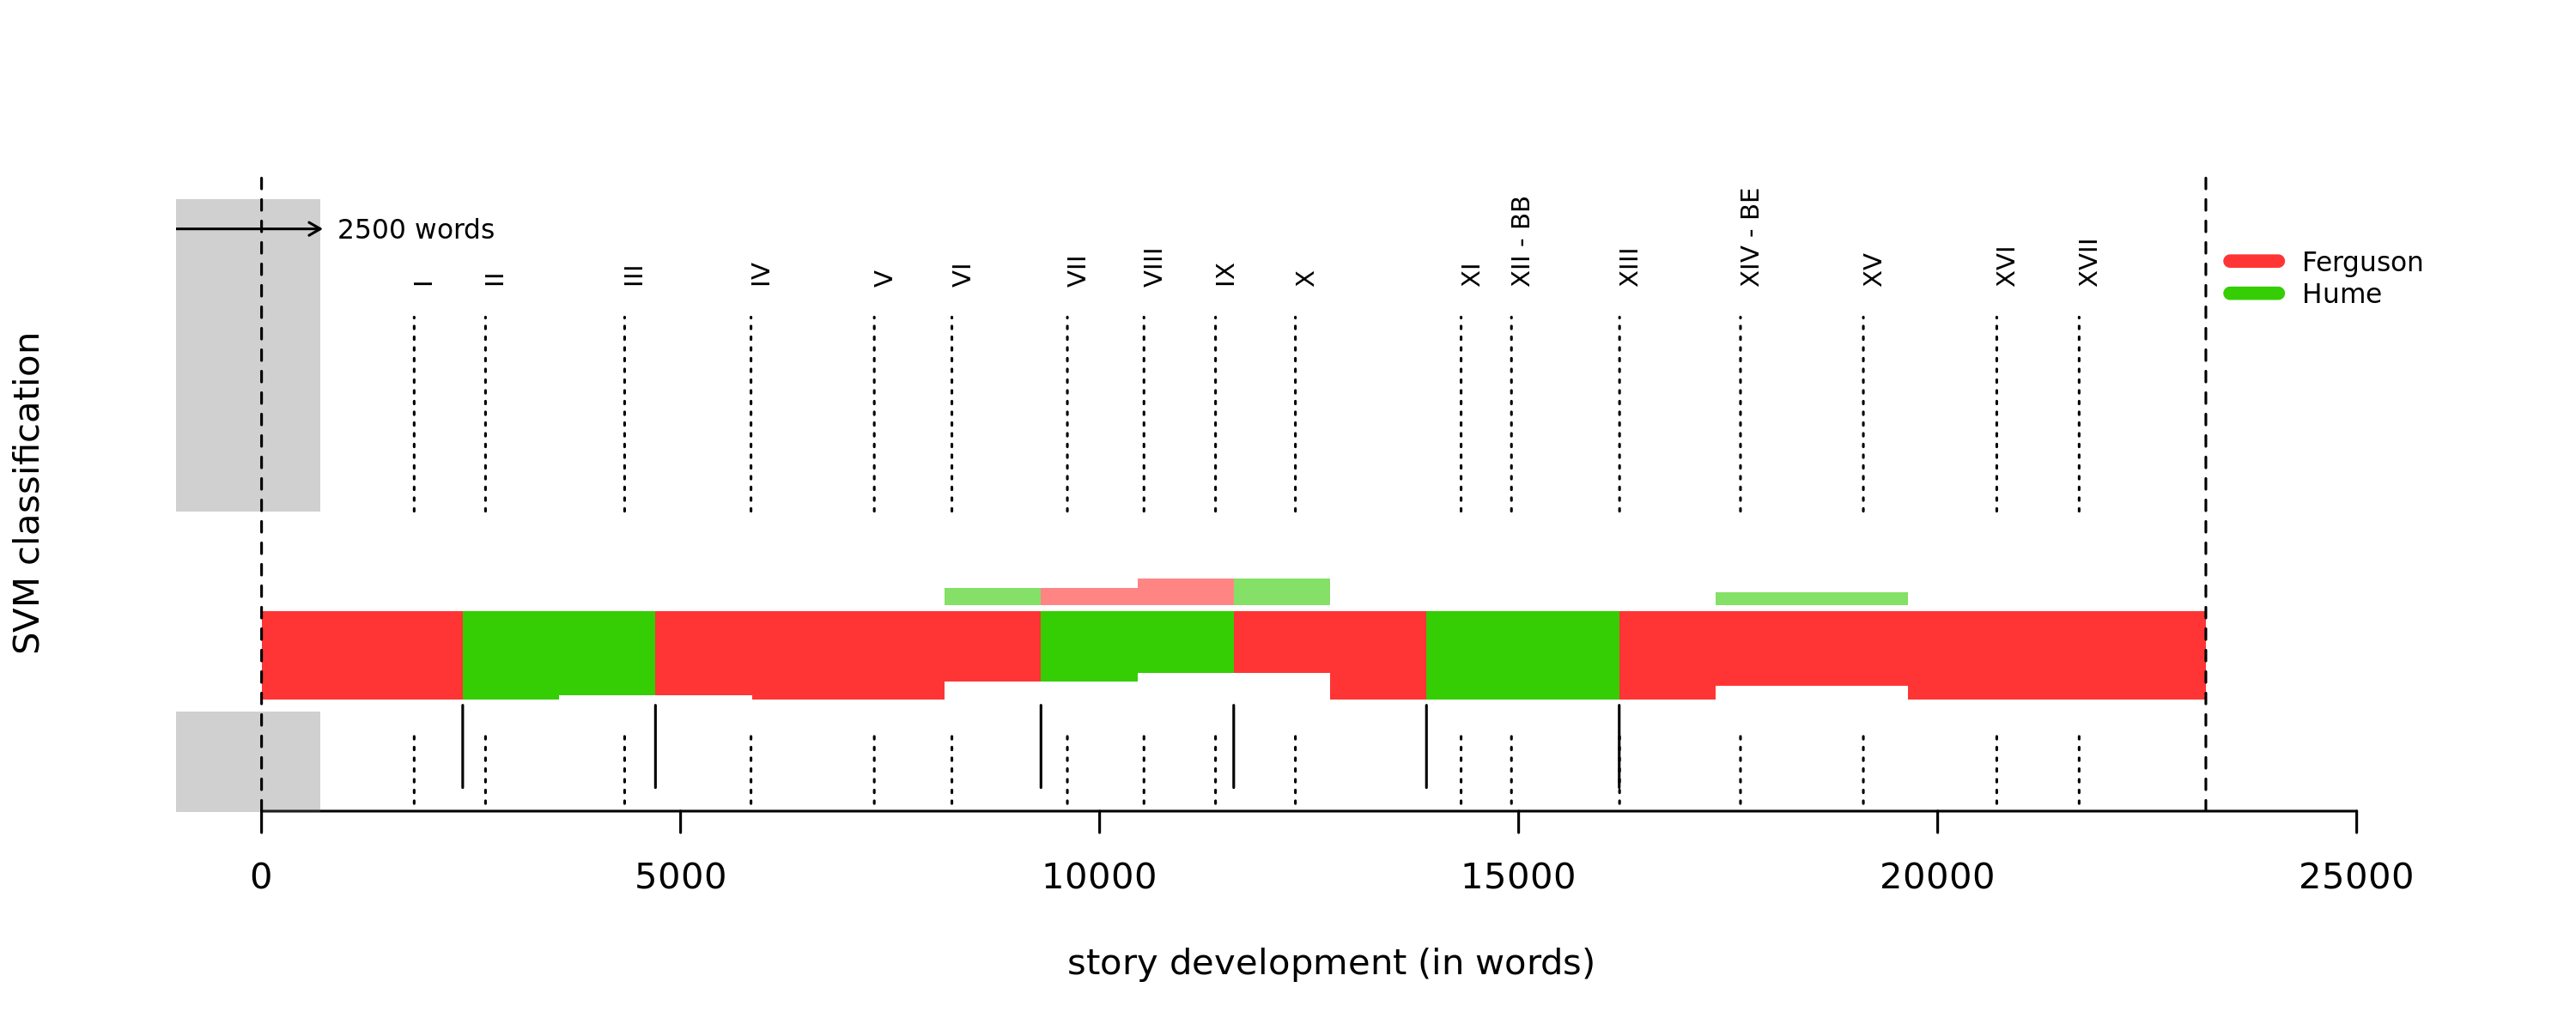 2500 words
I
II
III
IV
V
VI
VII
VIII
IX
X
XI
XII - BB
XIII
XIV - BE
XV
XVI
XVII
Ferguson
Hume
SVM classification
0 5000 10000 15000 20000 25000
story development (in words)